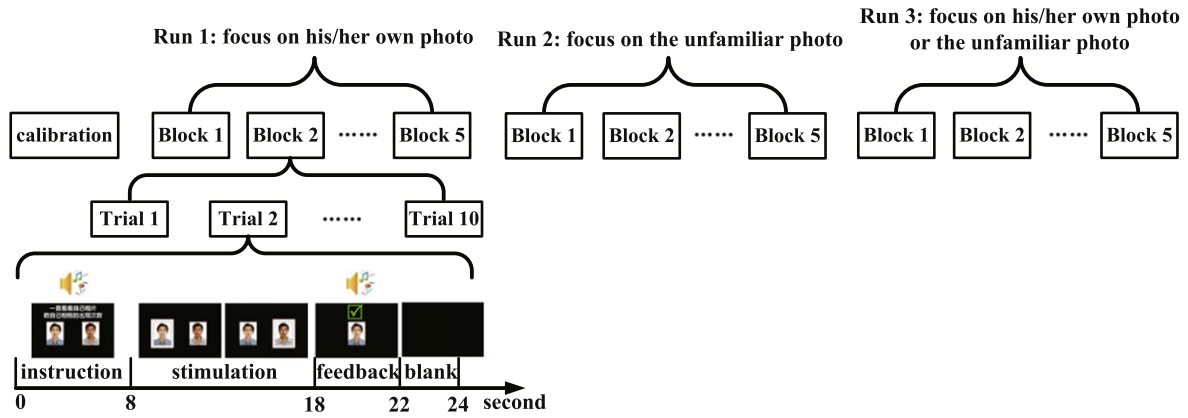 Run 1: focus on his/her own photo
Run 2: focus on the unfamiliar photo
Run 3: focus on his/her own photo
or the unfamiliar photo
calibration
Block 1 Block 2 ...... Block 5
Block 1 Block 2 ...... Block 5
Block 1 Block 2 ...... Block 5
Trial 1 Trial 2 ...... Trial 10
instruction stimulation feedback blank
0 8 18 22 24 second